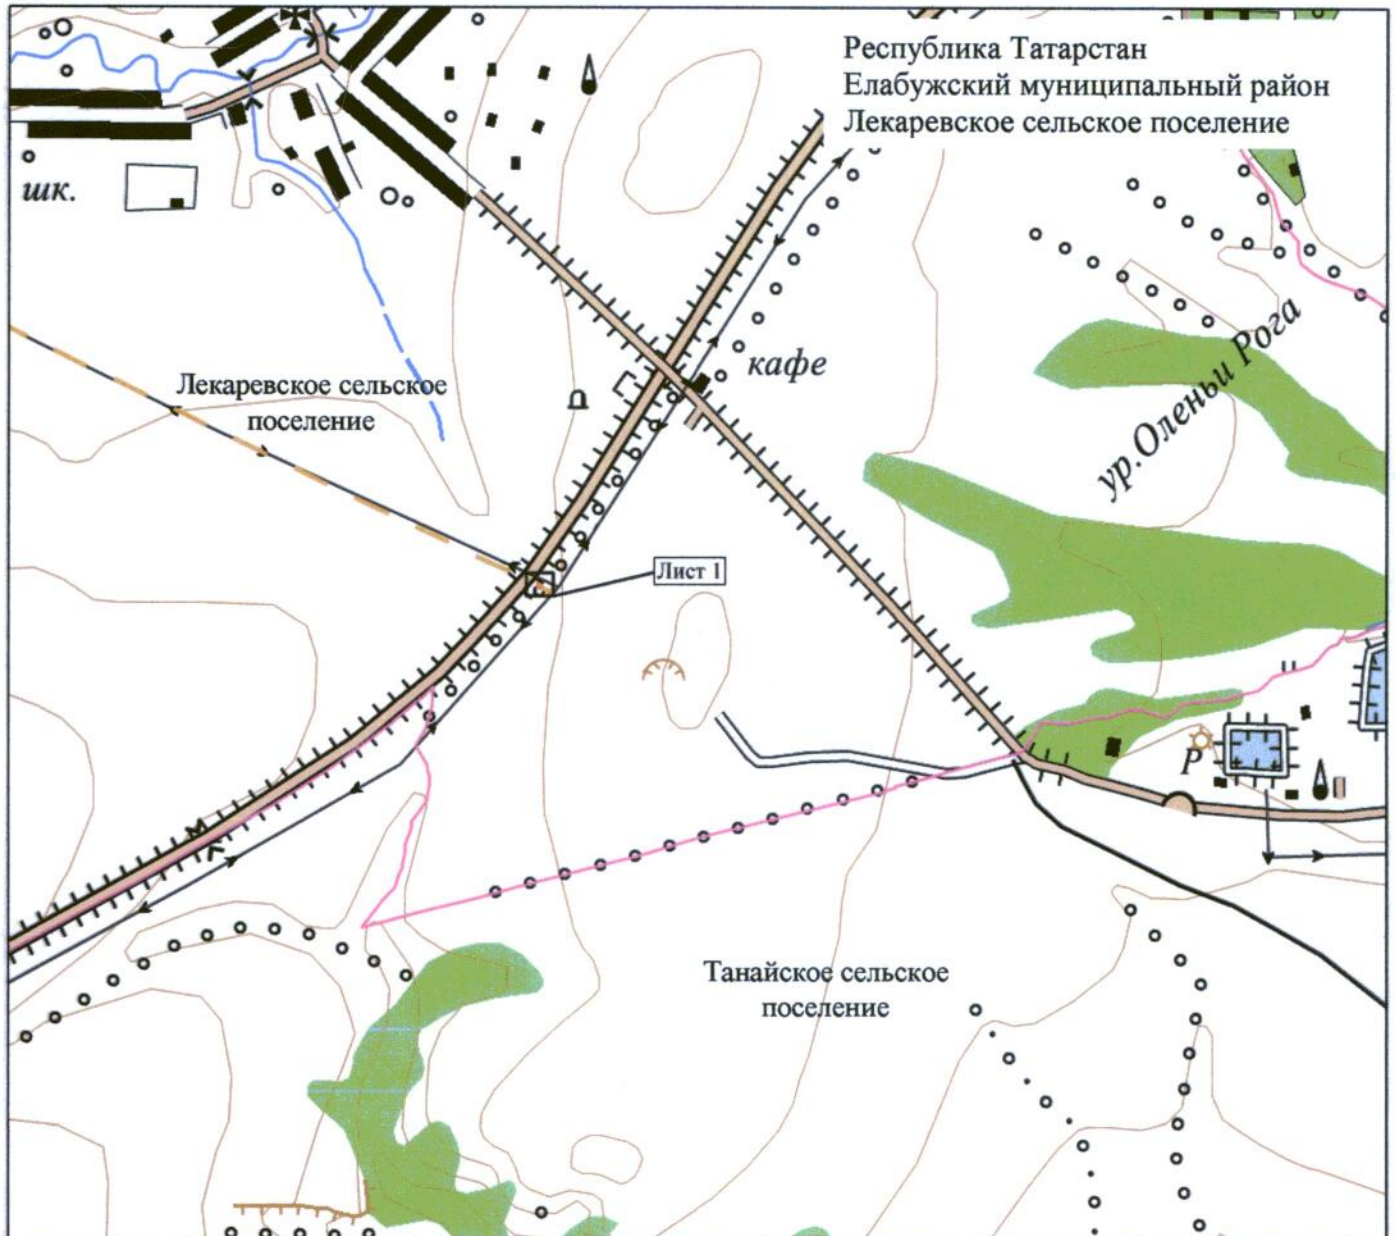 Республика Татарстан
Елабужский муниципальный район
Лекаревское сельское поселение
шк.
кафе
Лекаревское сельское
поселение
ур.Оленьи Рога
Лист 1
Р
Танайское сельское
поселение